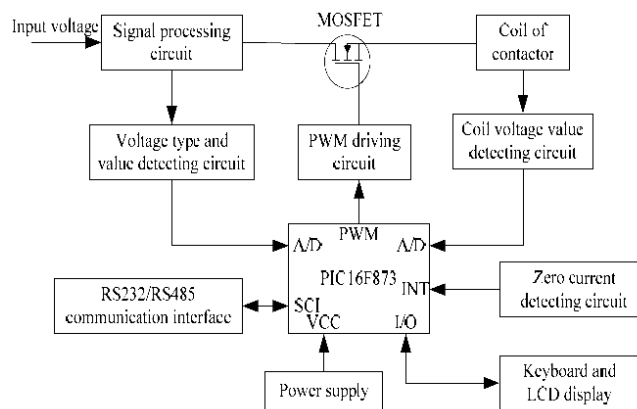 MOSFET
Input voltage
Signal processing
circuit
Coil of
contactor
Voltage type and
value detecting circuit
PWM driving
circuit
Coil voltage value
detecting circuit
PWM
A/D
A/D
PIC16F873
INT
SCI
VCC
I/O
RS232/RS485
communication interface
Zero current
detecting circuit
Power supply
Keyboard and
LCD display